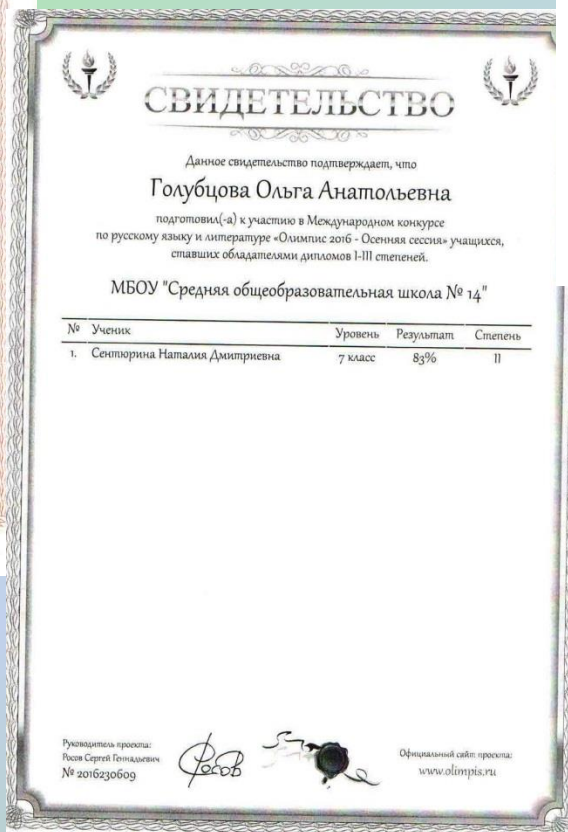 СВИДЕТЕЛЬСТВО
Данное свидетельство подтверждает, что
Голубцова Ольга Анатольевна
подготовил(-а) к участию в Международном конкурсе
по русскому языку и литературе «Олимпис 2016 - Осенняя сессия» учащихся,
ставших обладателями дипломов I-III степеней.
МБОУ "Средняя общеобразовательная школа № 14"
№ Ученик Уровень Результат Степень
1. Сентюрина Наталия Дмитриевна 7 класс 83% II
Руководитель проекта:
Росов Сергей Геннадьевич
№ 2016230609
Росов
Официальный сайт проекта:
www.olimpis.ru